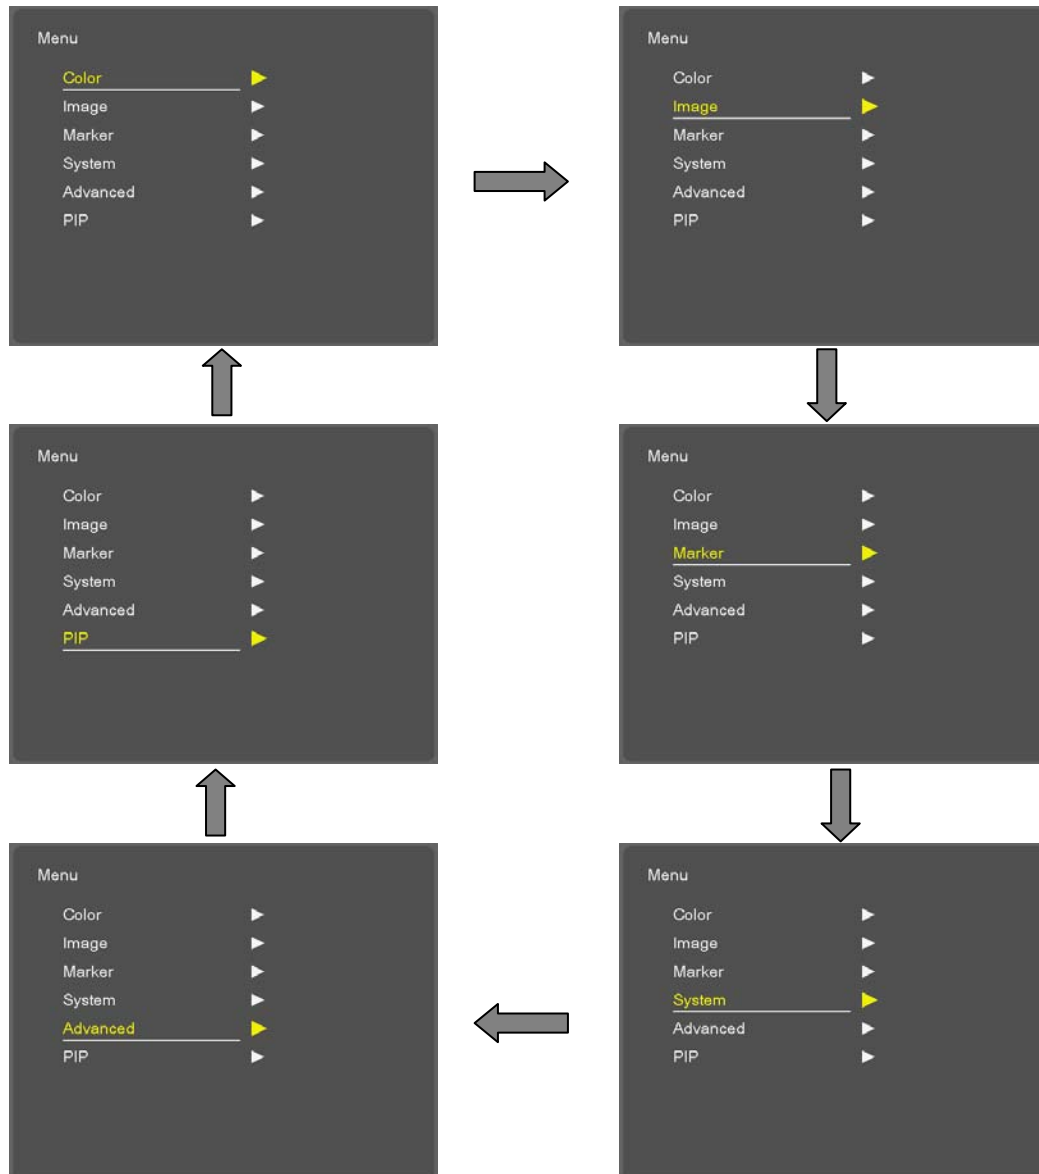 Menu
Color
Image
Marker
System
Advanced
PIP
Menu
Color
Image
Marker
System
Advanced
PIP
Menu
Color
Image
Marker
System
Advanced
PIP
Menu
Color
Image
Marker
System
Advanced
PIP
Menu
Color
Image
Marker
System
Advanced
PIP
Menu
Color
Image
Marker
System
Advanced
PIP